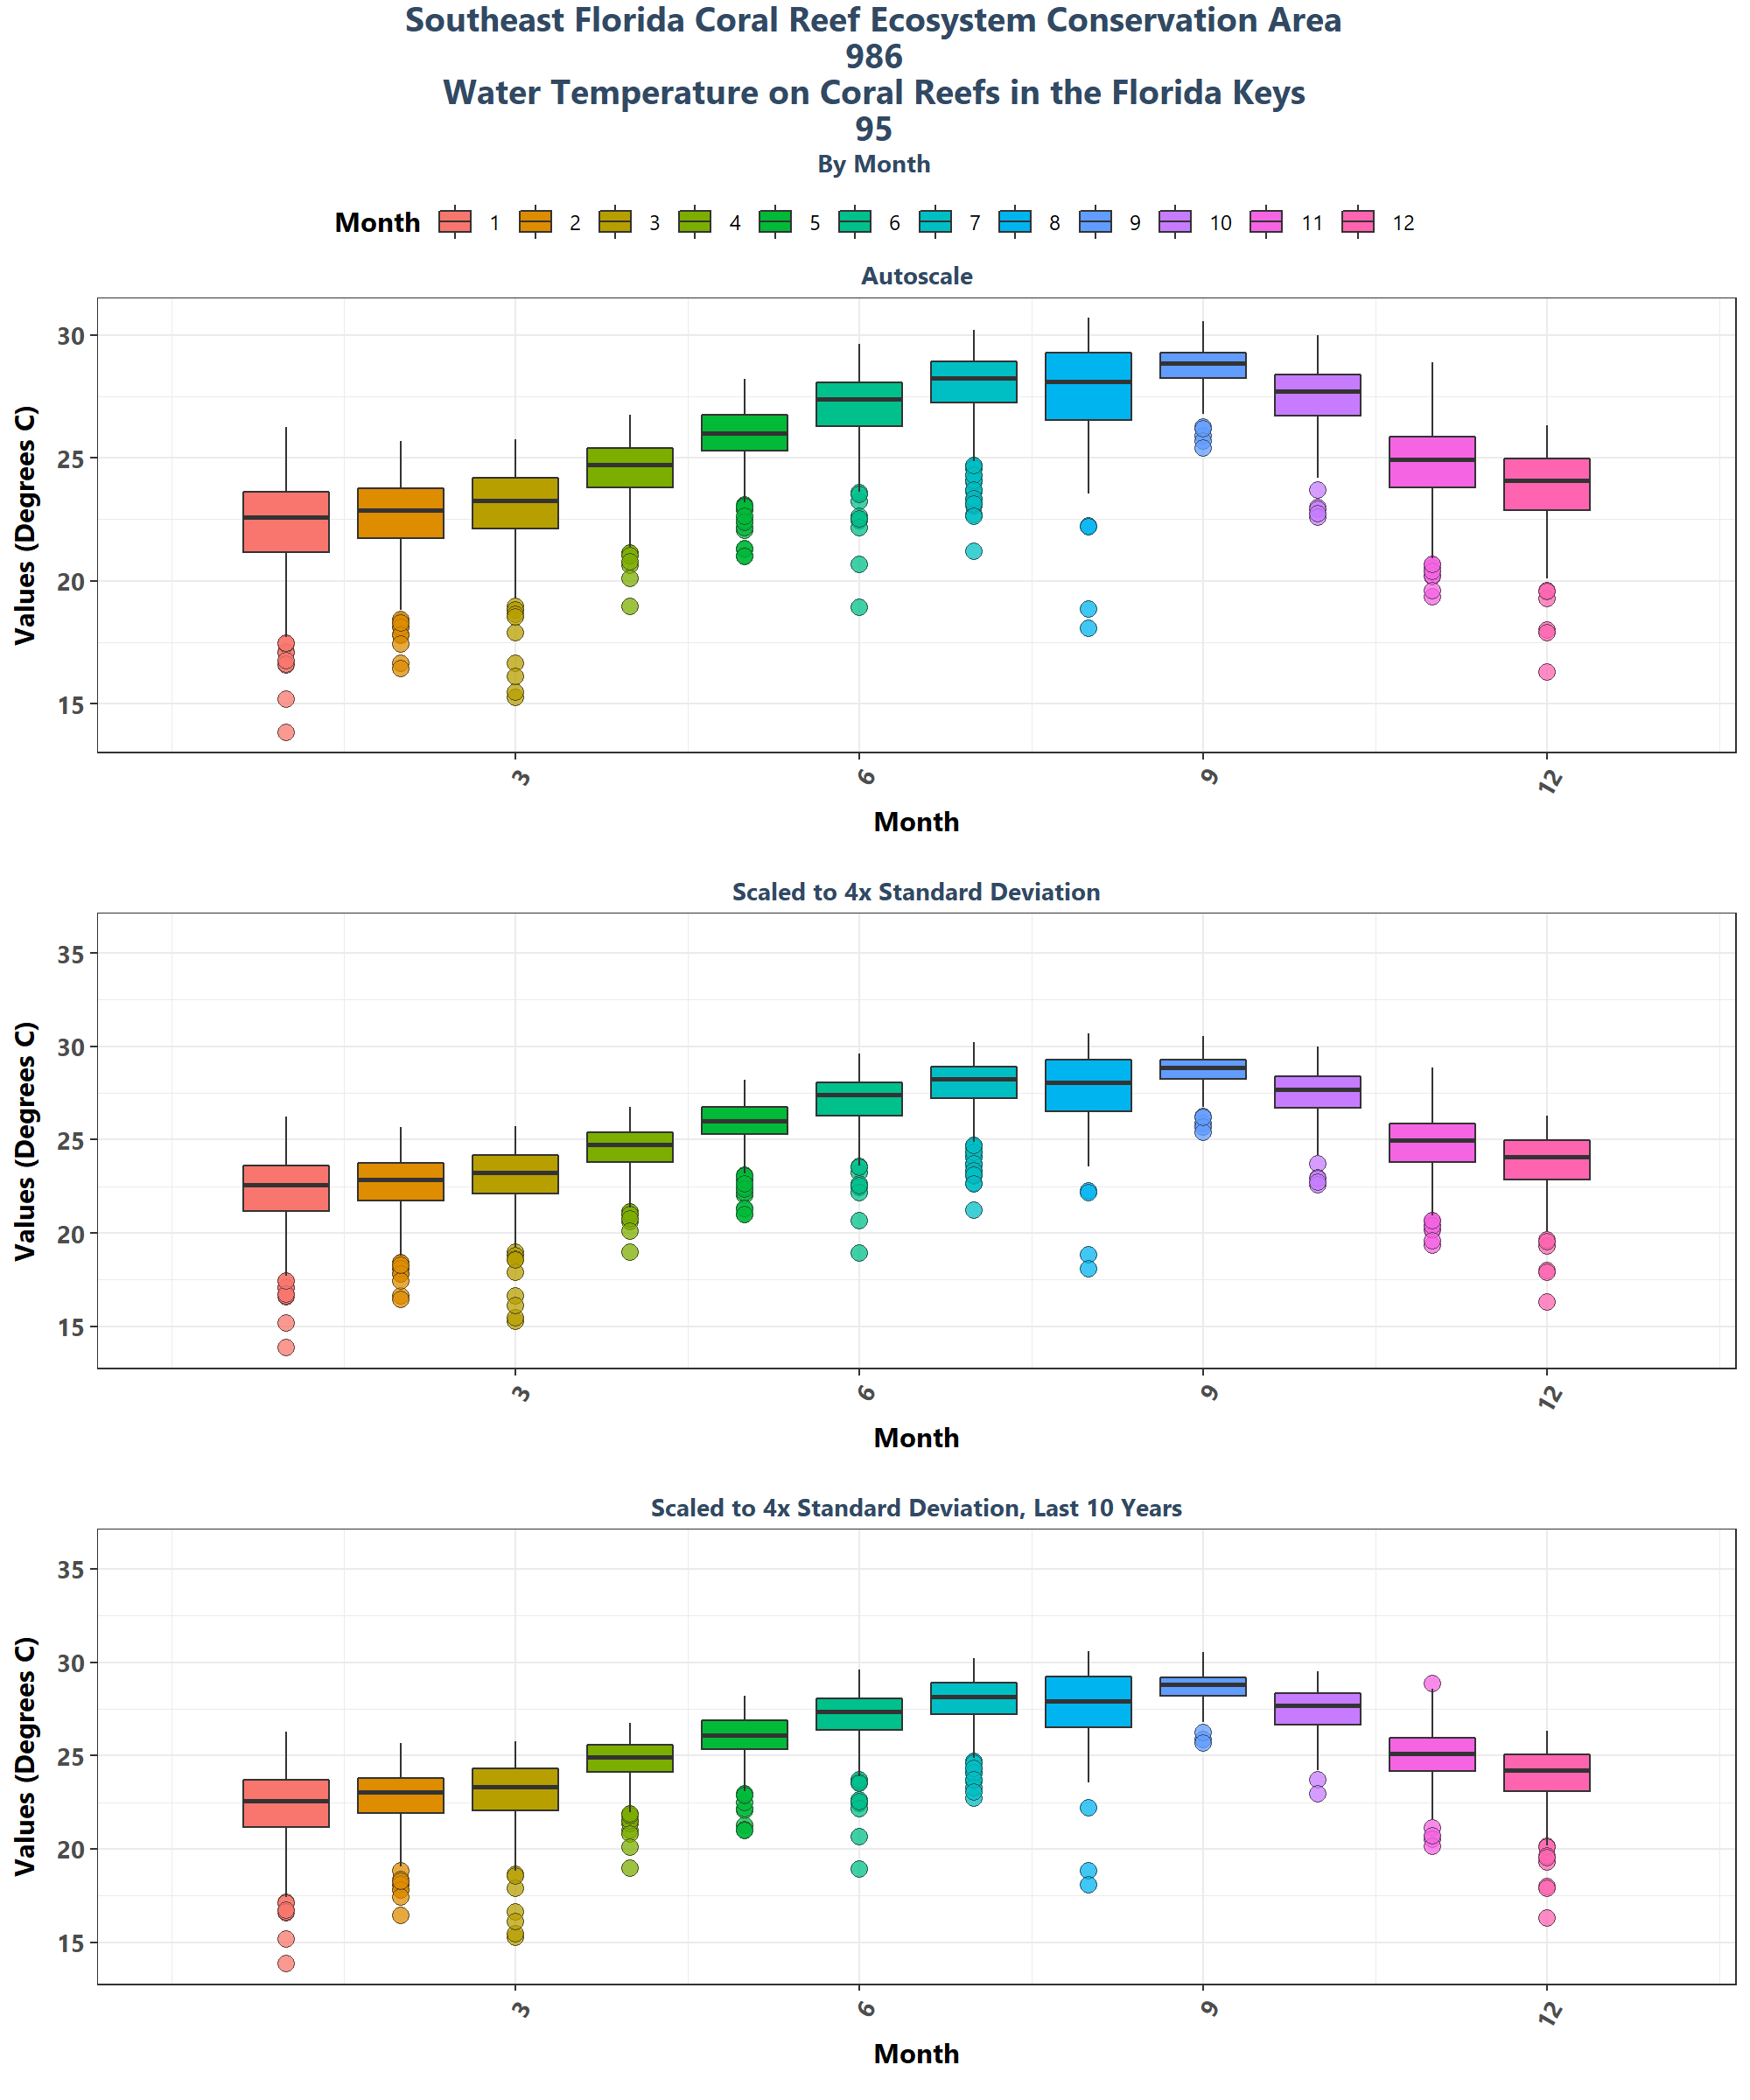 Southeast Florida Coral Reef Ecosystem Conservation Area
986
Water Temperature on Coral Reefs in the Florida Keys
95
By Month
Month 1 2 3 4 5 6 7 8 9 10 11 12
Autoscale
Values (Degrees C)
30
25
20
15
3 6 9 12
Month
Scaled to 4x Standard Deviation
Values (Degrees C)
35
30
25
20
15
3 6 9 12
Month
Scaled to 4x Standard Deviation, Last 10 Years
Values (Degrees C)
35
30
25
20
15
3 6 9 12
Month